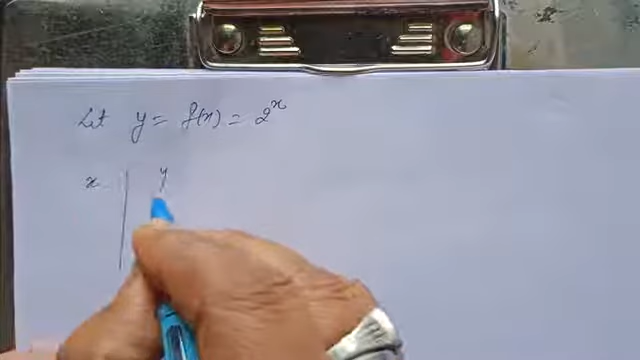 Let y = f(x) = 2^x
x y